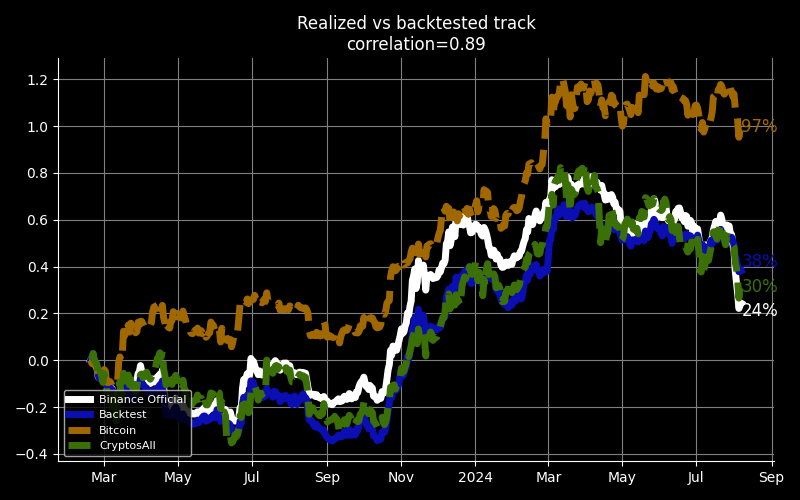 Realized vs backtested track
correlation=0.89
1.2
1.0
0.8
0.6
0.4
0.2
0.0
−0.2
−0.4
97%
38%
30%
24%
Binance Official
Backtest
Bitcoin
CryptosAll
Mar May Jul Sep Nov 2024 Mar May Jul Sep